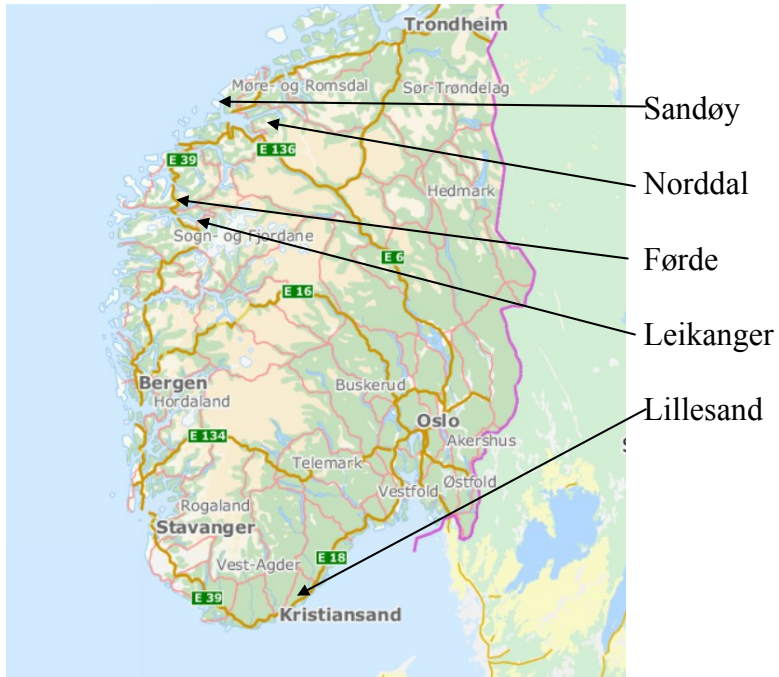 Trondheim
Møre- og Romsdal
Sør-Trøndelag
Sandøy
E 136
E 39
Norddal
Hedmark
Sogn- og Fjordane
Førde
E 6
E 16
Leikanger
Bergen
Buskerud
Hordaland
Lillesand
Oslo
E 134
Akershus
Telemark
Østfold
Vestfold
Rogaland
Stavanger
E 18
Vest-Agder
E 39
Kristiansand